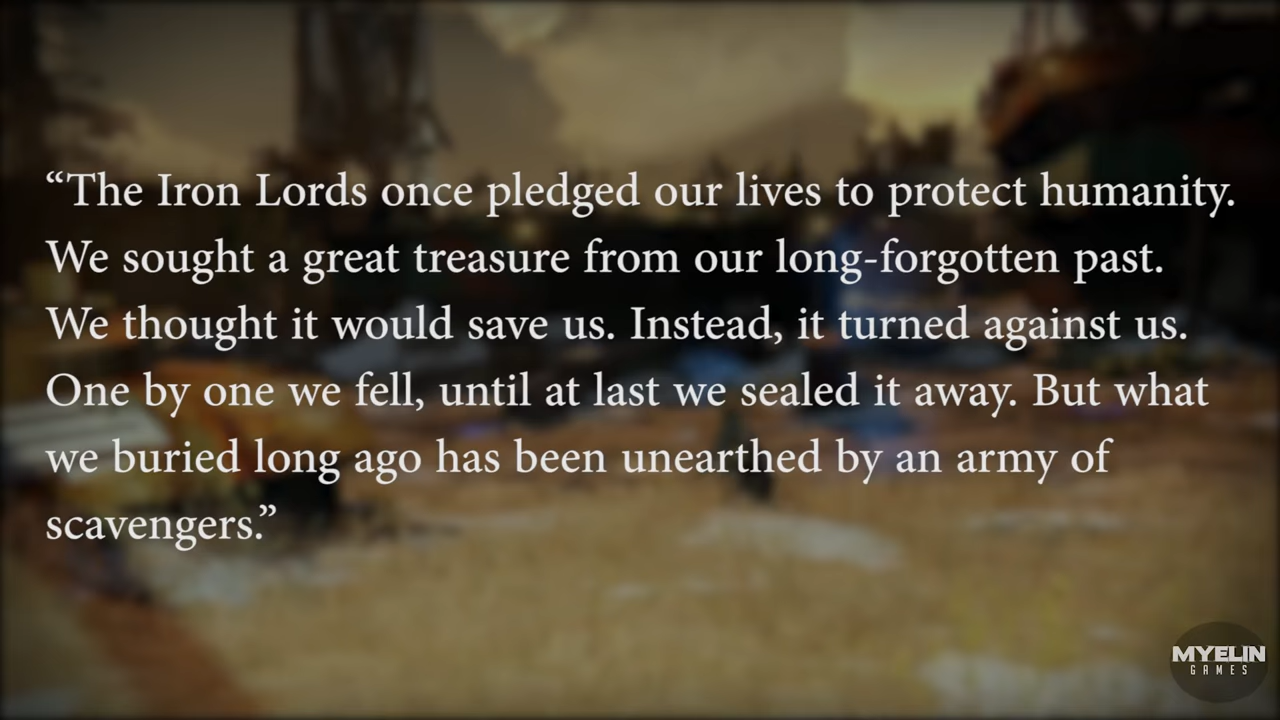 “The Iron Lords once pledged our lives to protect humanity.
We sought a great treasure from our long-forgotten past.
We thought it would save us. Instead, it turned against us.
One by one we fell, until at last we sealed it away. But what
we buried long ago has been unearthed by an army of
scavengers.”
MYELIN
GAMES